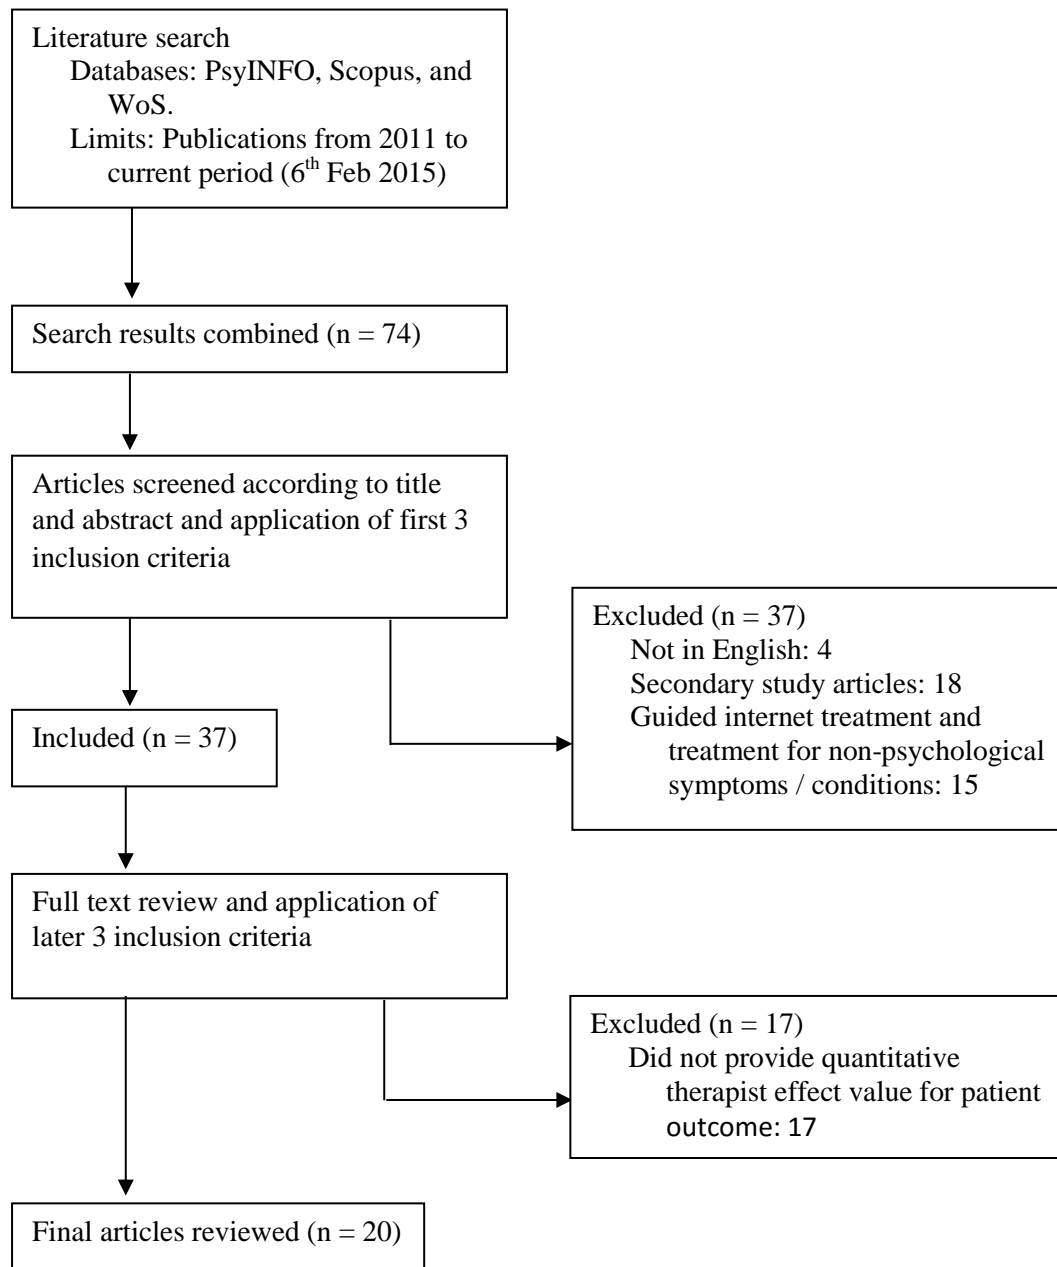 Literature search
Databases: PsyINFO, Scopus, and
WoS.
Limits: Publications from 2011 to
current period (6th Feb 2015)
Search results combined (n = 74)
Articles screened according to title
and abstract and application of first 3
inclusion criteria
Excluded (n = 37)
Not in English: 4
Secondary study articles: 18
Guided internet treatment and
treatment for non-psychological
symptoms / conditions: 15
Included (n = 37)
Full text review and application of
later 3 inclusion criteria
Excluded (n = 17)
Did not provide quantitative
therapist effect value for patient
outcome: 17
Final articles reviewed (n = 20)